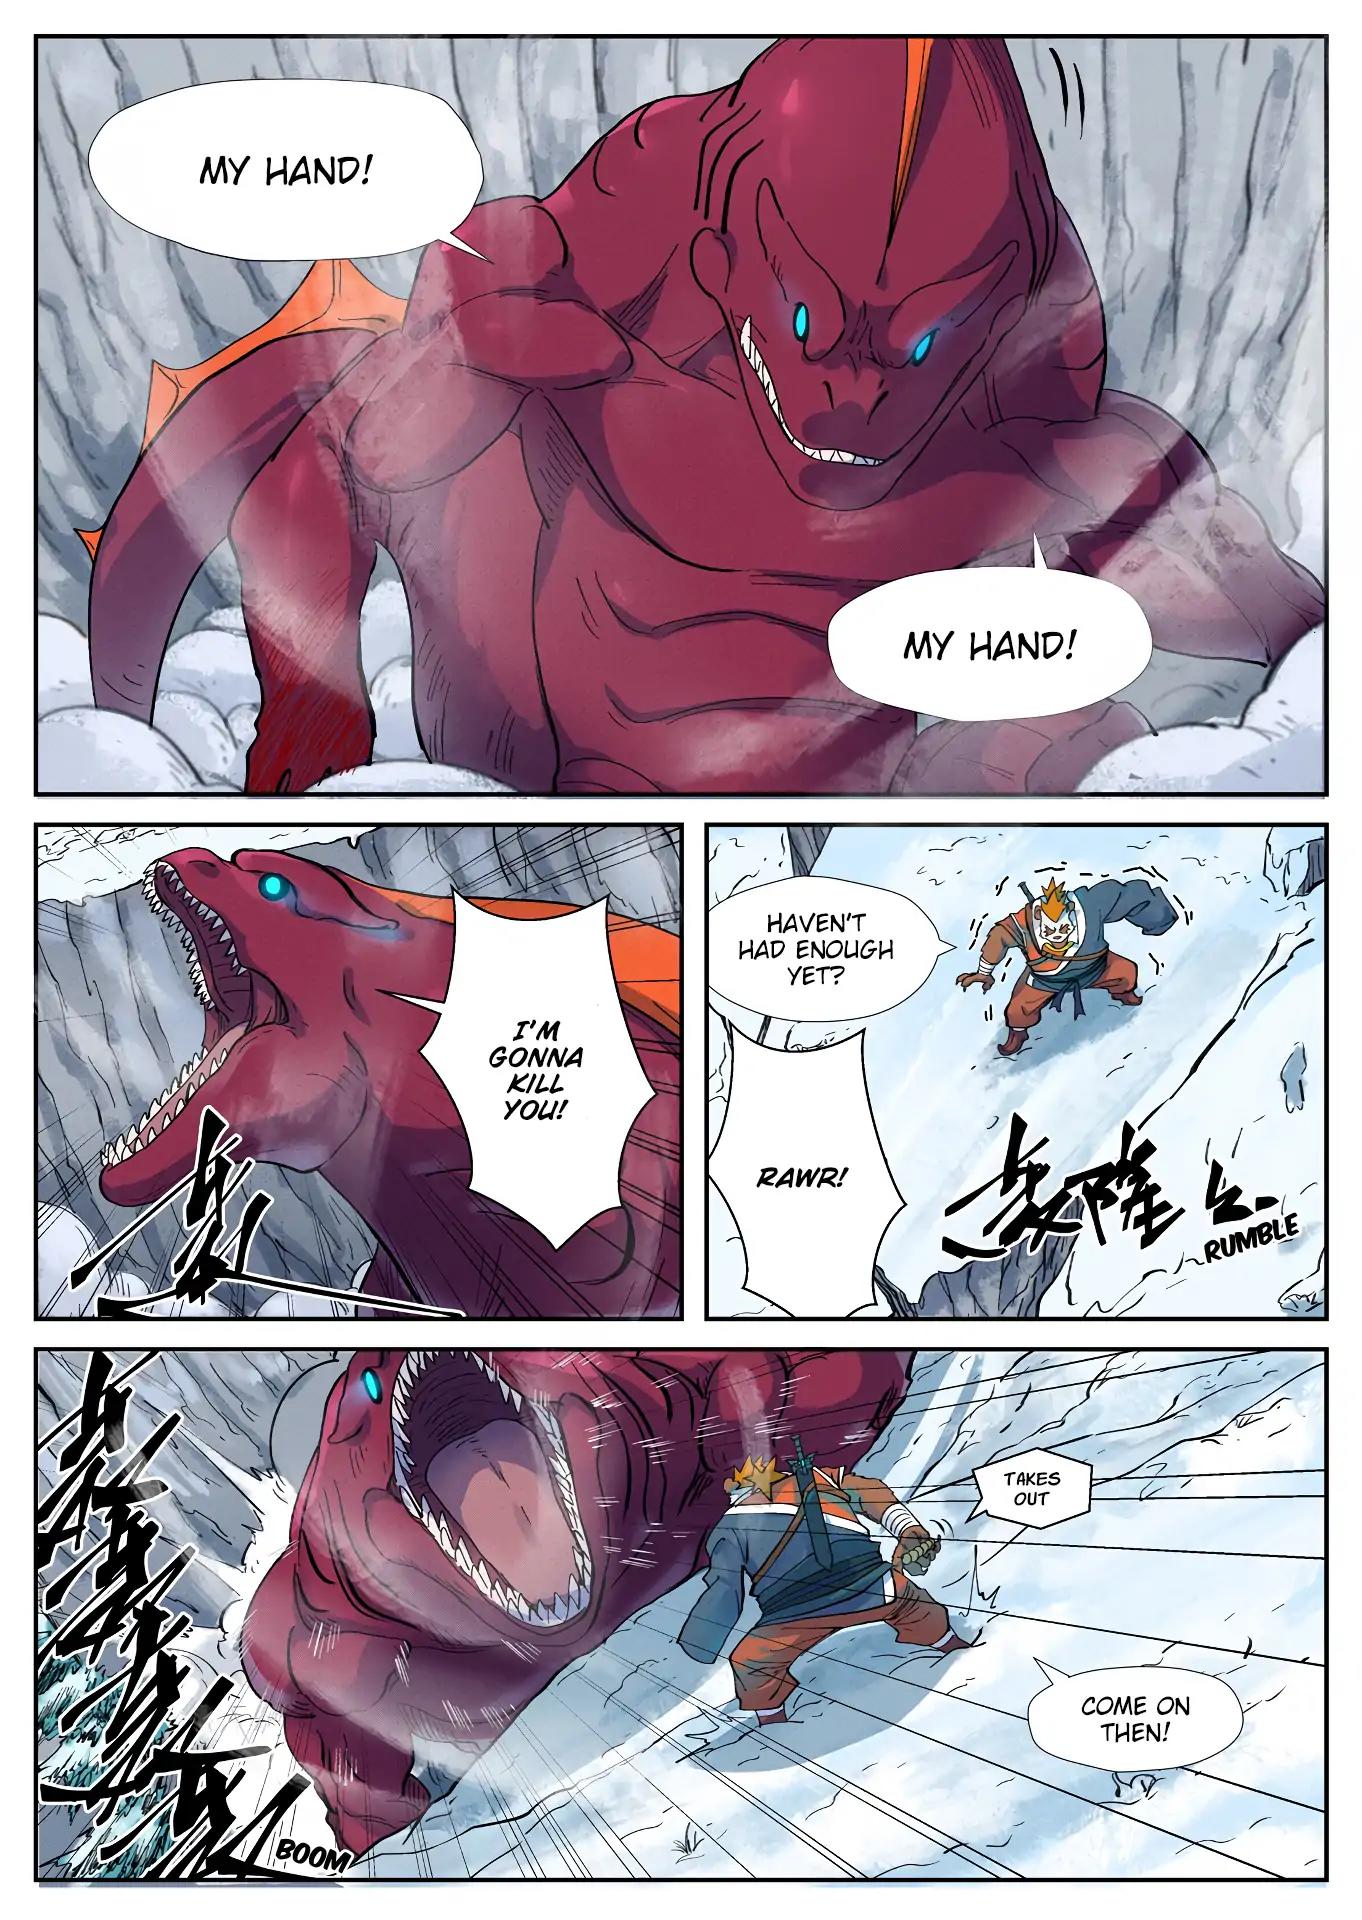 MY HAND!
MY HAND!
I'M
GONNA
KILL
YOU!
HAVEN'T
HAD ENOUGH
YET?
RAWR!
RUMBLE
TAKES
OUT
COME ON
THEN!
BOOM